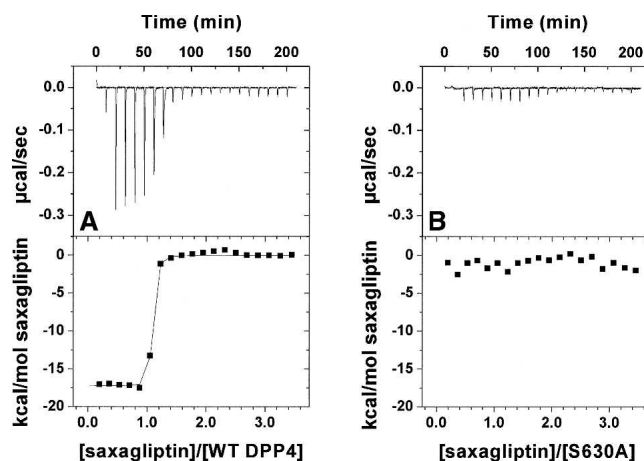 Time (min)
0 50 100 150 200
0.0
-0.1
-0.2
-0.3
µcal/sec
A
0
-5
-10
-15
-20
kcal/mol saxagliptin
0.0 1.0 2.0 3.0
[saxagliptin]/[WT DPP4]
Time (min)
0 50 100 150 200
0.0
-0.1
-0.2
-0.3
µcal/sec
B
0
-5
-10
-15
-20
kcal/mol saxagliptin
0.0 1.0 2.0 3.0
[saxagliptin]/[S630A]